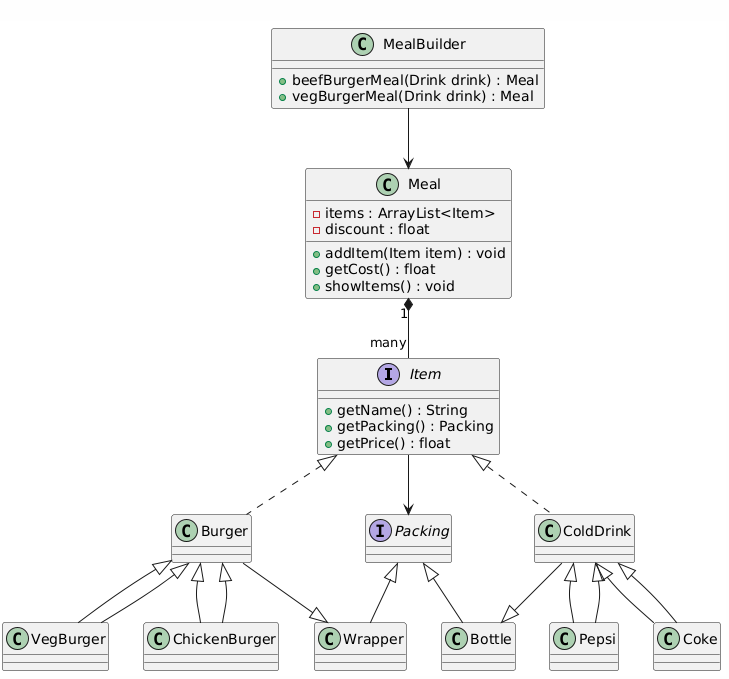 C MealBuilder
+ beefBurgerMeal(Drink drink) : Meal
+ vegBurgerMeal(Drink drink) : Meal
C Meal
items : ArrayList<Item>
discount : float
addItem(Item item) : void
getCost() : float
showItems() : void
1
many
I Item
getName() : String
getPacking() : Packing
getPrice() : float
C Burger
I Packing
C ColdDrink
C VegBurger
C ChickenBurger
C Wrapper
C Bottle
C Pepsi
C Coke